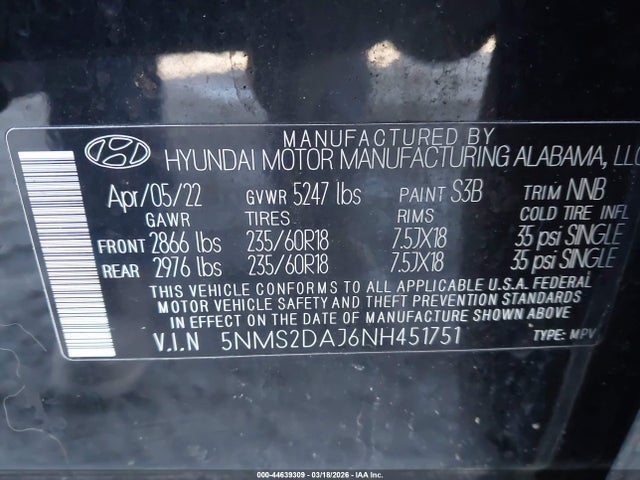 MANUFACTURED BY
HYUNDAI MOTOR MANUFACTURING ALABAMA, LLC
Apr/05/22 GVWR 5247 lbs PAINT S3B TRIM NNB
GAWR TIRES RIMS COLD TIRE INFL
FRONT 2866 lbs 235/60R18 7.5JX18 35 psi SINGLE
REAR 2976 lbs 235/60R18 7.5JX18 35 psi SINGLE
THIS VEHICLE CONFORMS TO ALL APPLICABLE U.S.A. FEDERAL
MOTOR VEHICLE SAFETY AND THEFT PREVENTION STANDARDS
IN EFFECT ON THE DATE OF MANUFACTURE SHOWN ABOVE.
V.I.N 5NMS2DAJ6NH451751 TYPE: MPV
000-44639309 - 03/18/2026 - IAA Inc.